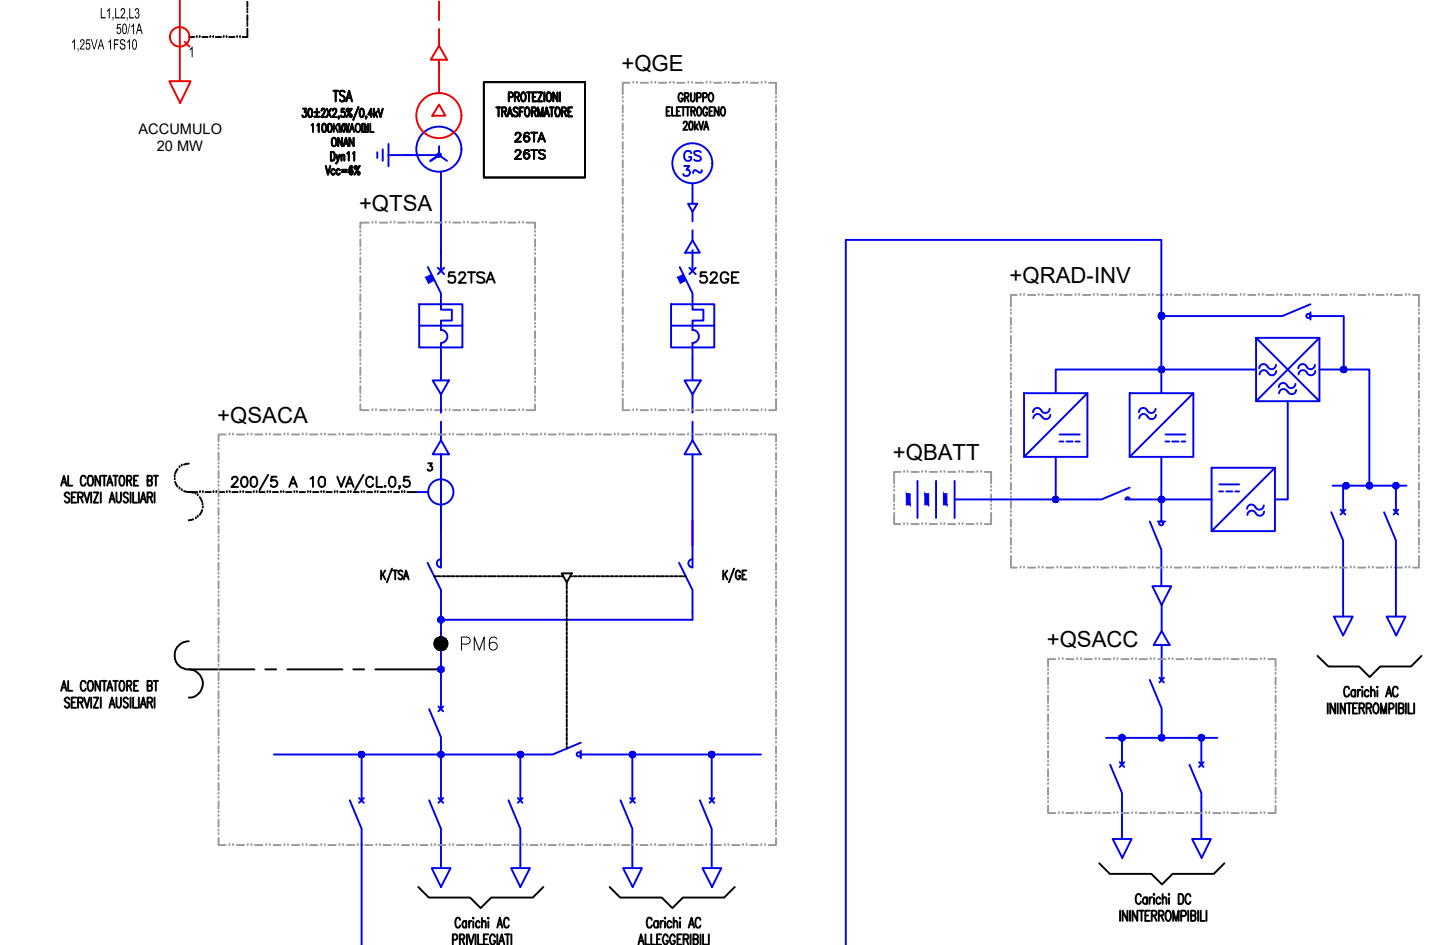 L1,L2,L3
50/1A
1,25VA 1FS10
1
ACCUMULO
20 MW
TSA
30±2X2,5%/0,4kV
ONAN
Dyn11
Vcc=6%
PROTEZIONI
TRASFORMATORE
26TA
26TS
+QGE
GRUPPO
ELETTROGENO
20kVA
GS
3~
+QTSA
52TSA
52GE
+QSACA
3
200/5 A 10 VA/CL.0,5
AL CONTATORE BT
SERVIZI AUSILIARI
K/TSA
K/GE
PM6
AL CONTATORE BT
SERVIZI AUSILIARI
Carichi AC
PRIVILEGIATI
Carichi AC
ALLEGGERIBILI
+QRAD-INV
+QBATT
+QSACC
Carichi AC
ININTERROMPIBILI
Carichi DC
ININTERROMPIBILI